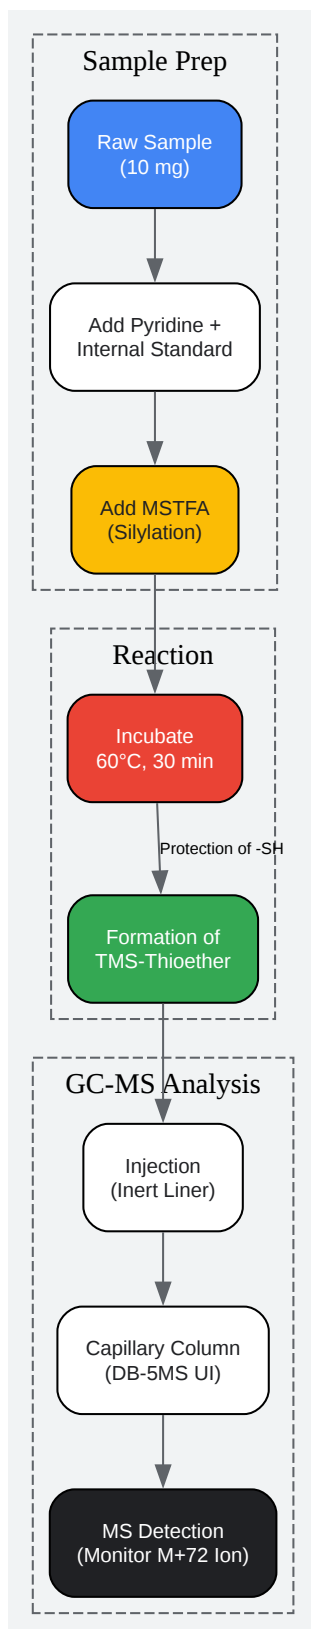 Sample Prep
Raw Sample
(10 mg)
Add Pyridine +
Internal Standard
Add MSTFA
(Silylation)
Reaction
Incubate
60°C, 30 min
Protection of -SH
Formation of
TMS-Thioether
GC-MS Analysis
Injection
(Inert Liner)
Capillary Column
(DB-5MS UI)
MS Detection
(Monitor M+72 Ion)